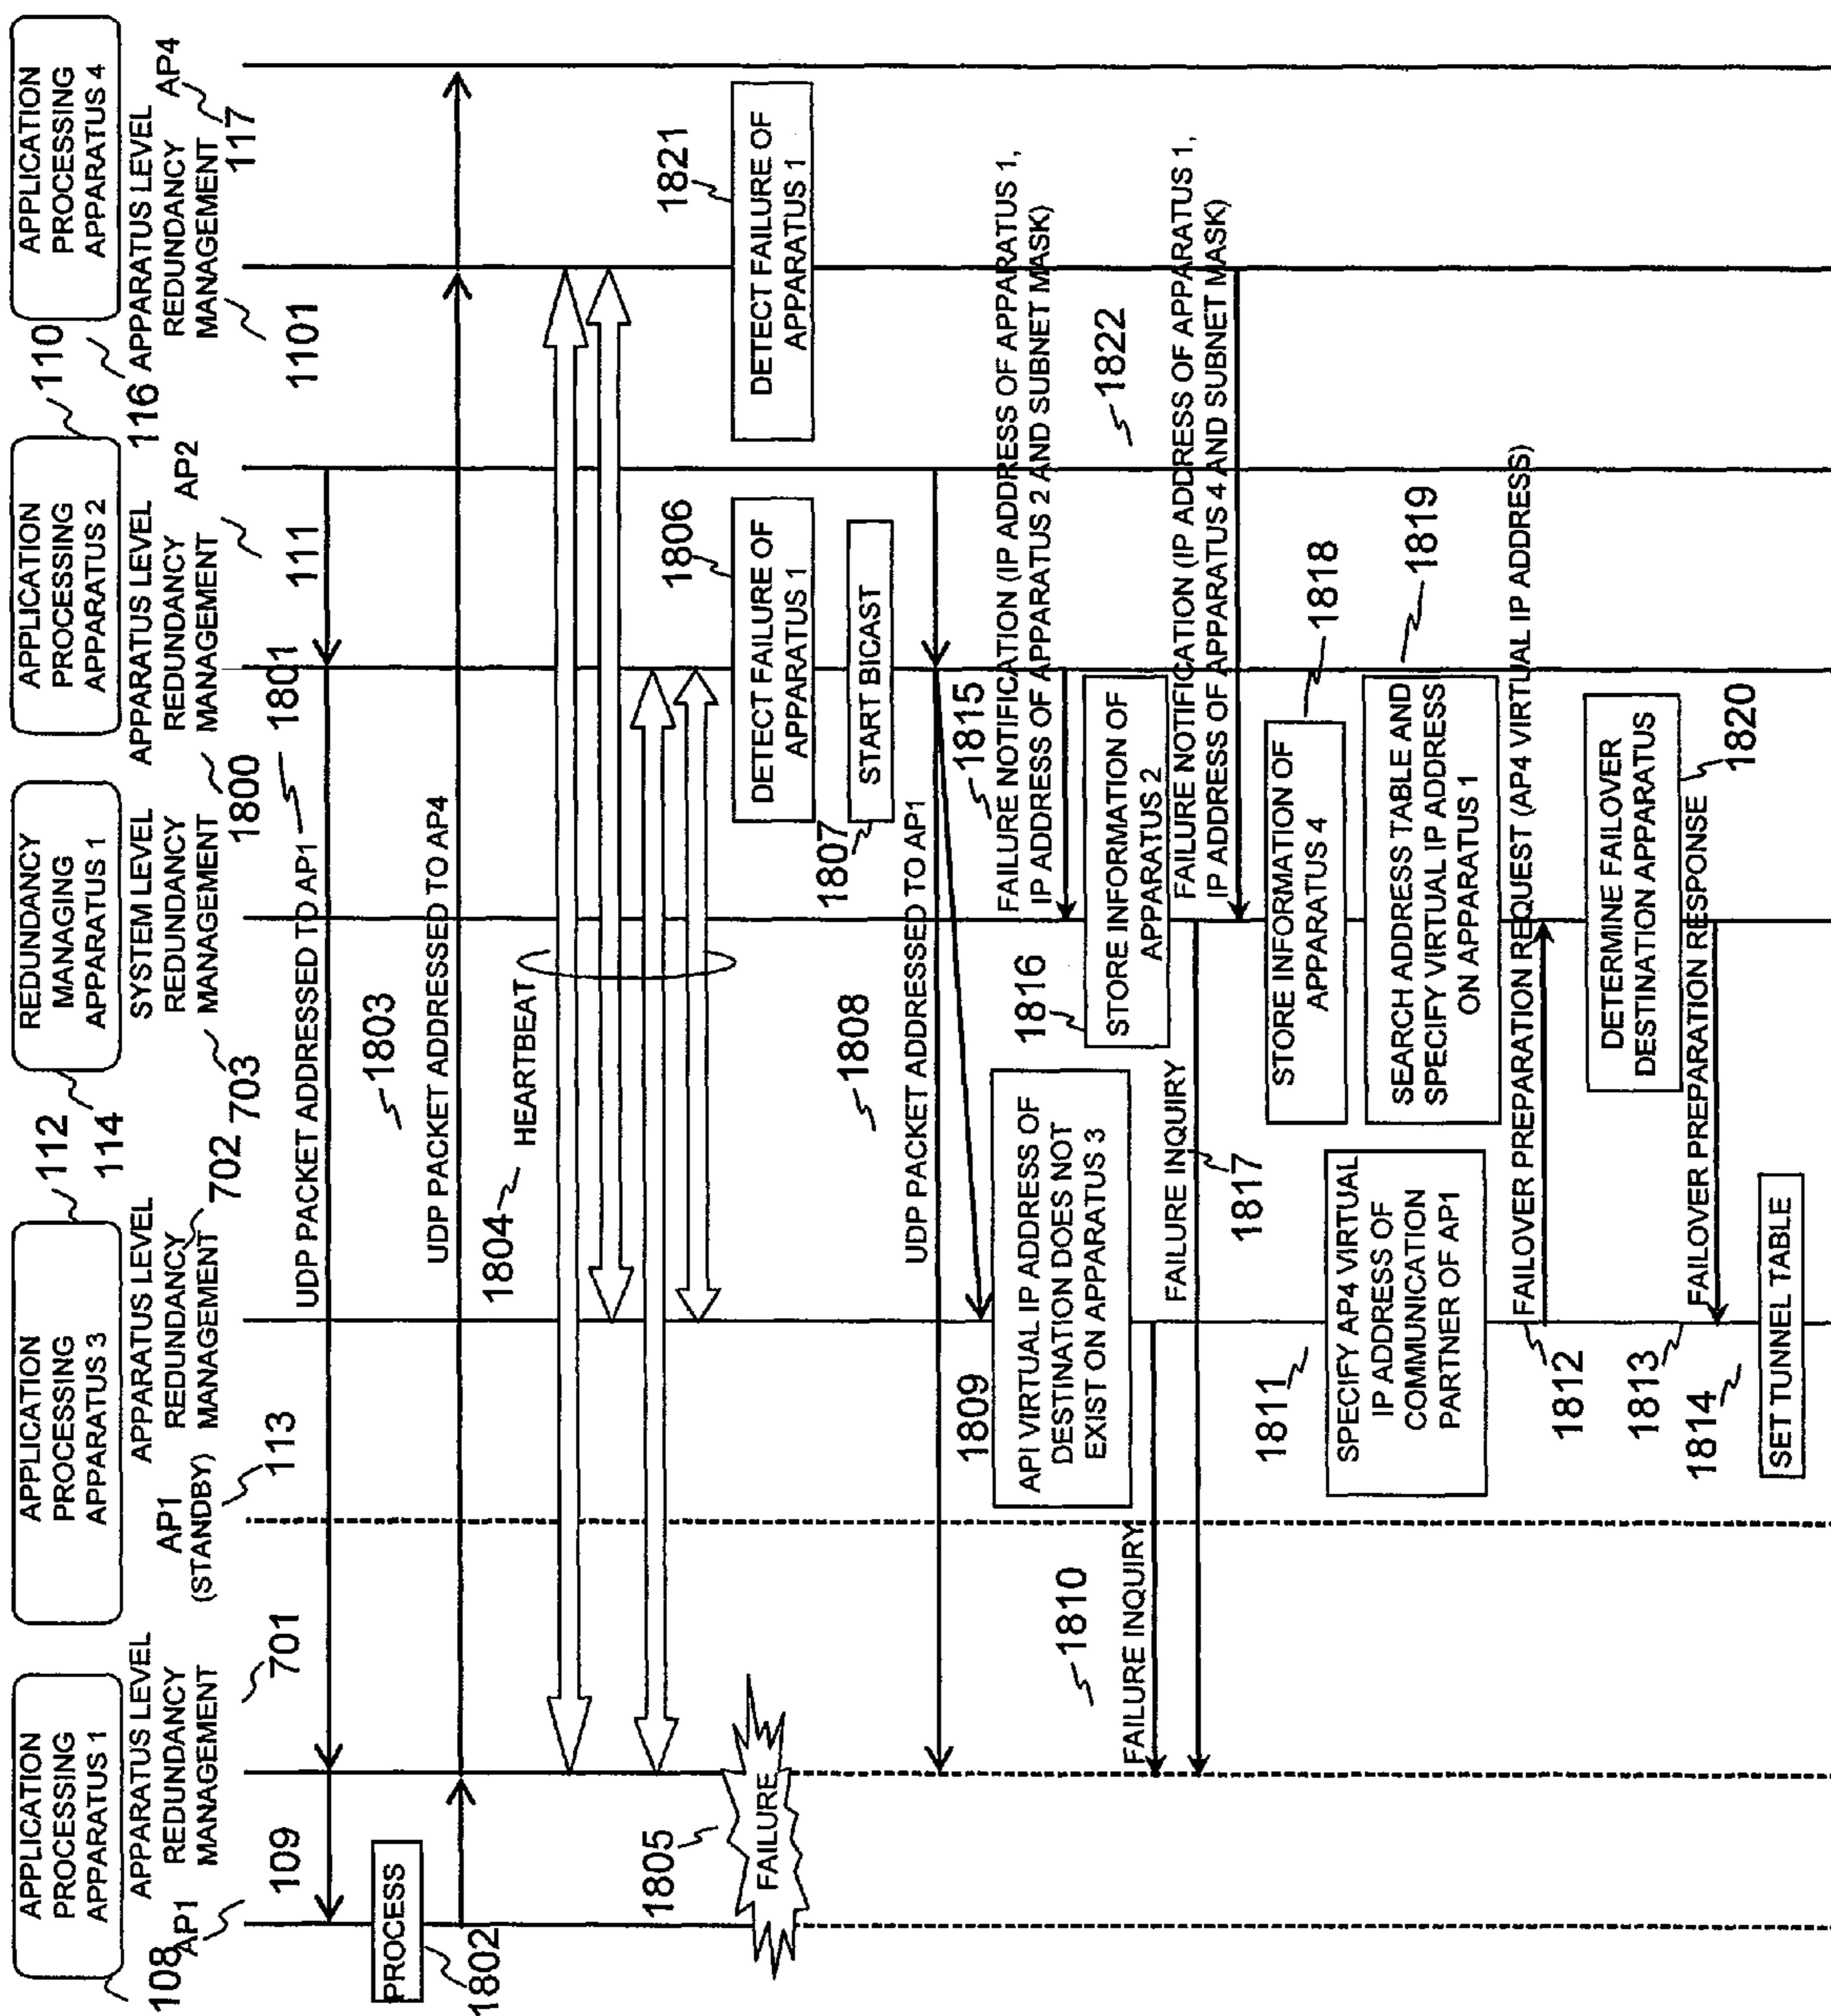 APPLICATION
PROCESSING
APPARATUS 1
108
AP1
109
APPARATUS LEVEL
REDUNDANCY
MANAGEMENT
701
APPLICATION
PROCESSING
APPARATUS 3
112
AP1
(STANDBY)
113
APPARATUS LEVEL
REDUNDANCY
MANAGEMENT
702
REDUNDANCY
MANAGING
APPARATUS 1
114
SYSTEM LEVEL
REDUNDANCY
MANAGEMENT
703
APPLICATION
PROCESSING
APPARATUS 2
110
APPARATUS LEVEL
REDUNDANCY
MANAGEMENT
1800
AP2
111
APPLICATION
PROCESSING
APPARATUS 4
116
APPARATUS LEVEL
REDUNDANCY
MANAGEMENT
1101
AP4
117
UDP PACKET ADDRESSED TO AP1
1801
PROCESS
1802
1803
UDP PACKET ADDRESSED TO AP4
1804
HEARTBEAT
1805
FAILURE
1806
DETECT FAILURE OF
APPARATUS 1
1821
DETECT FAILURE OF
APPARATUS 1
1807
START BICAST
1808
UDP PACKET ADDRESSED TO AP1
1809
API VIRTUAL IP ADDRESS OF
DESTINATION DOES NOT
EXIST ON APPARATUS 3
1815
FAILURE NOTIFICATION (IP ADDRESS OF APPARATUS 1,
IP ADDRESS OF APPARATUS 2 AND SUBNET MASK)
1816
STORE INFORMATION OF
APPARATUS 2
1810
FAILURE INQUIRY
FAILURE INQUIRY
1817
1822
FAILURE NOTIFICATION (IP ADDRESS OF APPARATUS 1,
IP ADDRESS OF APPARATUS 4 AND SUBNET MASK)
STORE INFORMATION OF
APPARATUS 4
1818
1811
SPECIFY AP4 VIRTUAL
IP ADDRESS OF
COMMUNICATION
PARTNER OF AP1
SEARCH ADDRESS TABLE AND
SPECIFY VIRTUAL IP ADDRESS
ON APPARATUS 1
1819
FAILOVER PREPARATION REQUEST (AP4 VIRTUAL IP ADDRESS)
1812
DETERMINE FAILOVER
DESTINATION APPARATUS
1820
1813
FAILOVER PREPARATION RESPONSE
1814
SET TUNNEL TABLE